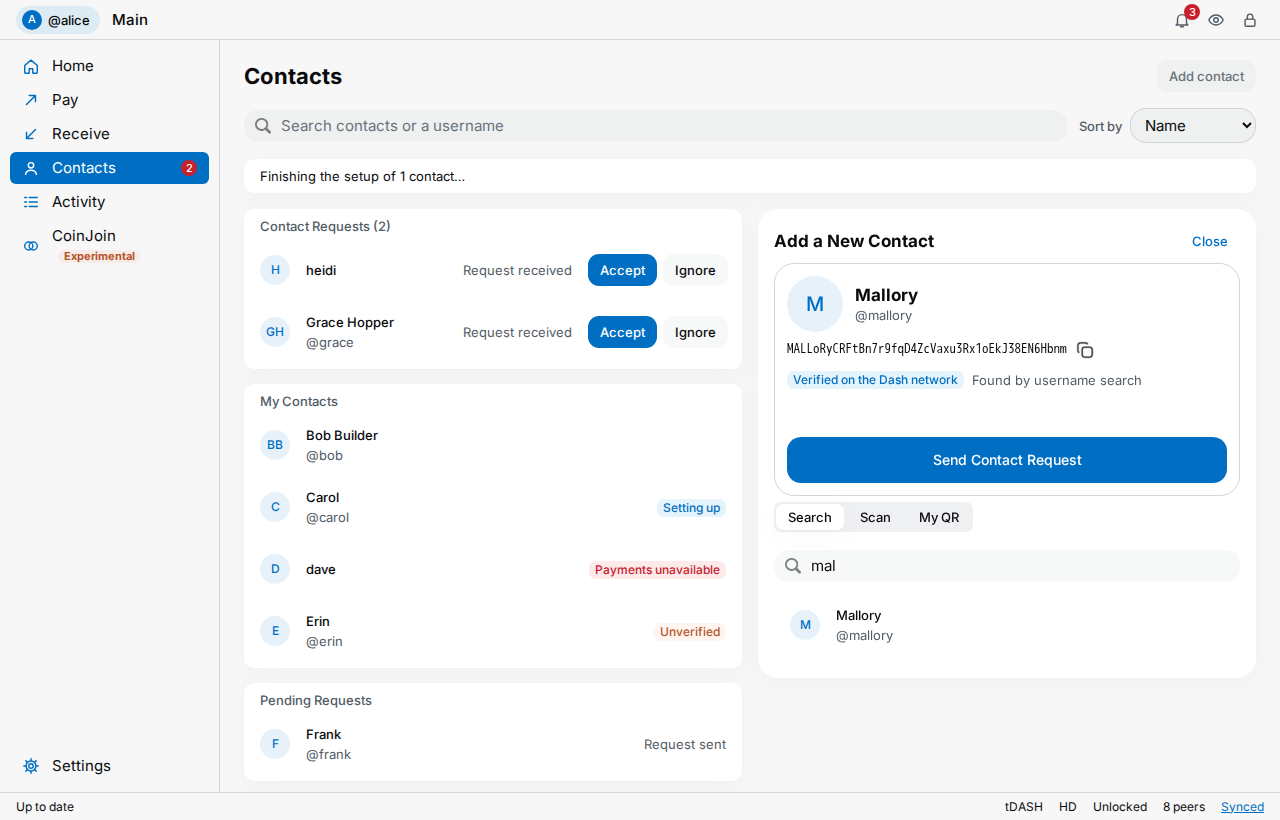 A @alice Main 3
Home
Pay
Receive
Contacts 2
Activity
CoinJoin
Experimental
Settings
Contacts
Add contact
Search contacts or a username
Sort by Name
Finishing the setup of 1 contact...
Contact Requests (2)
H heidi Request received Accept Ignore
GH Grace Hopper
@grace
Request received Accept Ignore
My Contacts
BB Bob Builder
@bob
C Carol
@carol
Setting up
D dave Payments unavailable
E Erin
@erin
Unverified
Pending Requests
F Frank
@frank
Request sent
Add a New Contact Close
M Mallory
@mallory
MALLoRyCRFtBn7r9fqD4ZcVaxu3Rx1oEkJ38EN6Hbnm
Verified on the Dash network Found by username search
Send Contact Request
Search Scan My QR
mal
M Mallory
@mallory
Up to date tDASH HD Unlocked 8 peers Synced